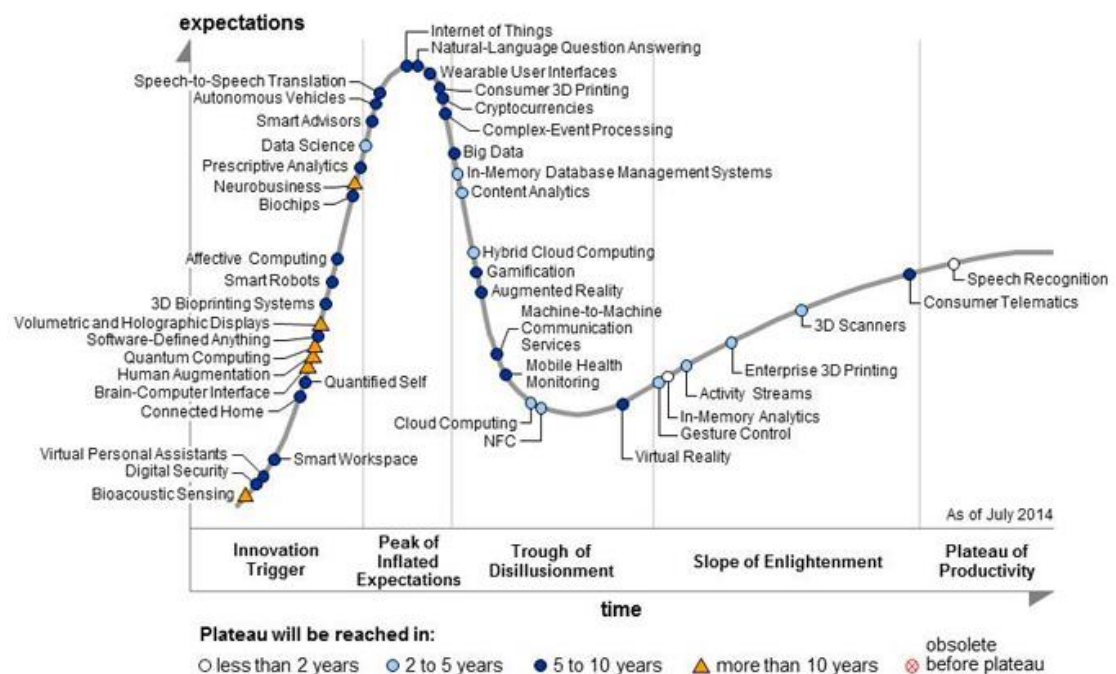 expectations
Internet of Things
Natural-Language Question Answering
Wearable User Interfaces
Consumer 3D Printing
Cryptocurrencies
Complex-Event Processing
Speech-to-Speech Translation
Autonomous Vehicles
Smart Advisors
Data Science
Prescriptive Analytics
Neurobusiness
Biochips
Big Data
In-Memory Database Management Systems
Content Analytics
Affective Computing
Smart Robots
3D Bioprinting Systems
Volumetric and Holographic Displays
Software-Defined Anything
Quantum Computing
Human Augmentation
Brain-Computer Interface
Quantified Self
Connected Home
Hybrid Cloud Computing
Gamification
Augmented Reality
Machine-to-Machine
Communication
Services
Mobile Health
Monitoring
Cloud Computing
NFC
Virtual Reality
Speech Recognition
Consumer Telematics
3D Scanners
Enterprise 3D Printing
Activity Streams
In-Memory Analytics
Gesture Control
Virtual Personal Assistants
Digital Security
Bioacoustic Sensing
Smart Workspace
As of July 2014
Innovation
Trigger
Peak of
Inflated
Expectations
Trough of
Disillusionment
Slope of Enlightenment
Plateau of
Productivity
time
Plateau will be reached in:
less than 2 years
2 to 5 years
5 to 10 years
more than 10 years
obsolete
before plateau